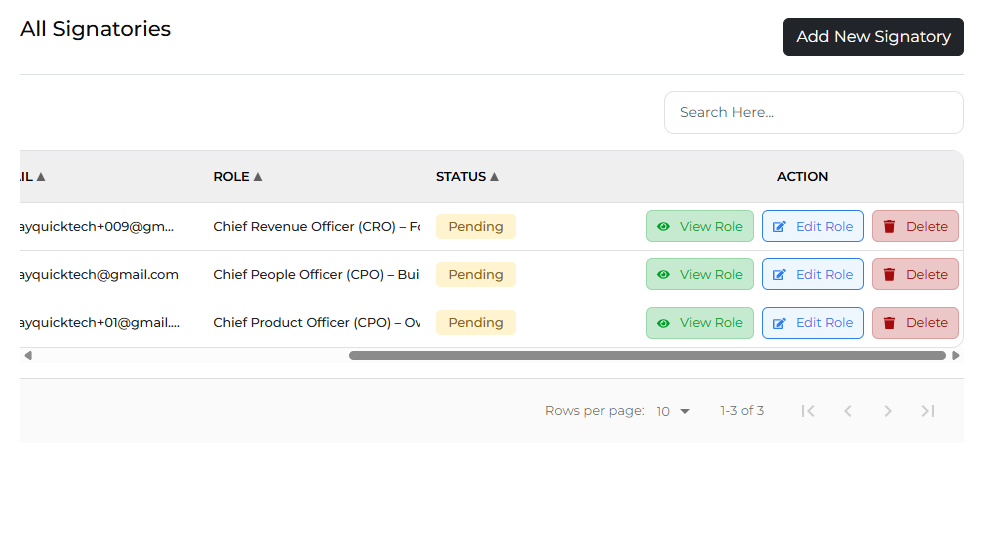 All Signatories
Add New Signatory
Search Here...
IL ▲ ROLE ▲ STATUS ▲ ACTION
ayquicktech+009@gm... Chief Revenue Officer (CRO) – Fo Pending View Role Edit Role Delete
ayquicktech@gmail.com Chief People Officer (CPO) – Bui Pending View Role Edit Role Delete
ayquicktech+01@gmail.... Chief Product Officer (CPO) – Ow Pending View Role Edit Role Delete
Rows per page: 10 1-3 of 3